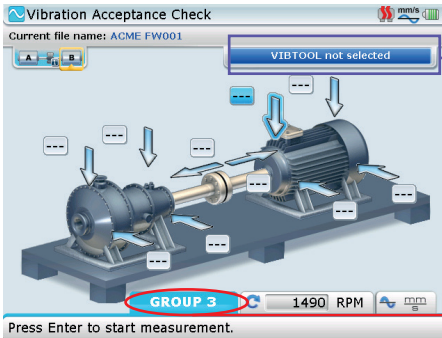 Vibration Acceptance Check mm/s
Current file name: ACME FW001
A B
VIBTOOL not selected
---
---
---
---
---
---
---
---
---
---
GROUP 3 1490 RPM mm/s
Press Enter to start measurement.